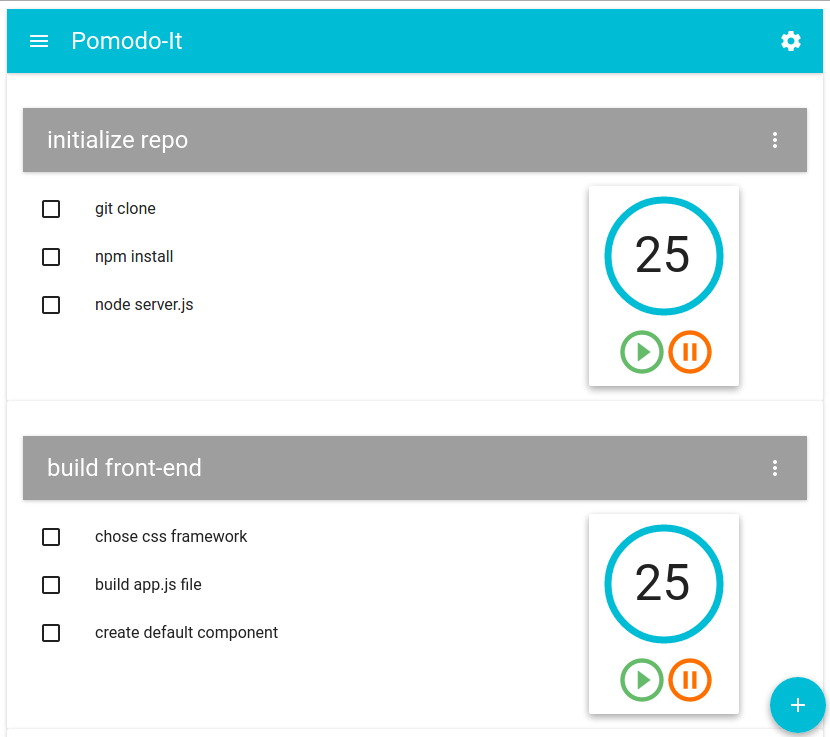 Pomodo-It
initialize repo
git clone
npm install
node server.js
25
build front-end
chose css framework
build app.js file
create default component
25